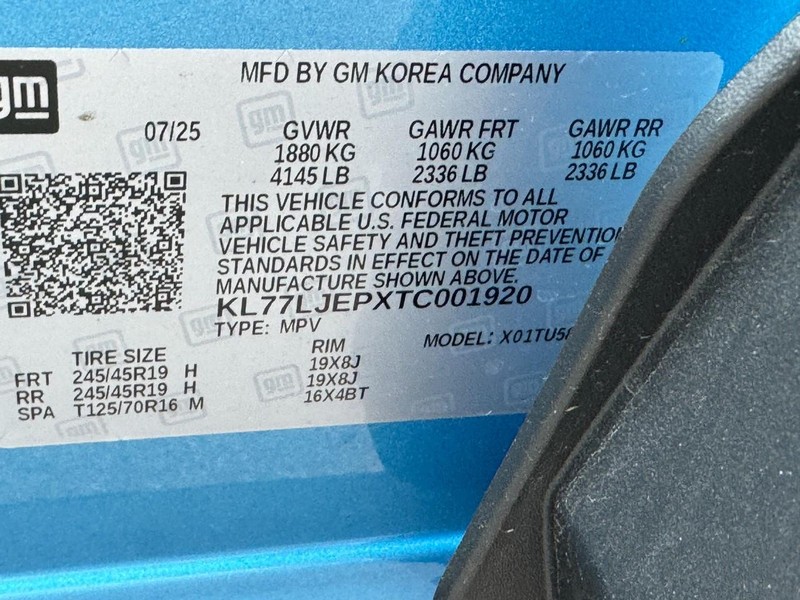 gm
MFD BY GM KOREA COMPANY
07/25 GVWR GAWR FRT GAWR RR
1880 KG 1060 KG 1060 KG
4145 LB 2336 LB 2336 LB
THIS VEHICLE CONFORMS TO ALL
APPLICABLE U.S. FEDERAL MOTOR
VEHICLE SAFETY AND THEFT PREVENTION
STANDARDS IN EFFECT ON THE DATE OF
MANUFACTURE SHOWN ABOVE.
KL77LJEPXTC001920
TYPE: MPV MODEL: X01TU58
TIRE SIZE RIM
FRT 245/45R19 H 19X8J
RR 245/45R19 H 19X8J
SPA T125/70R16 M 16X4BT